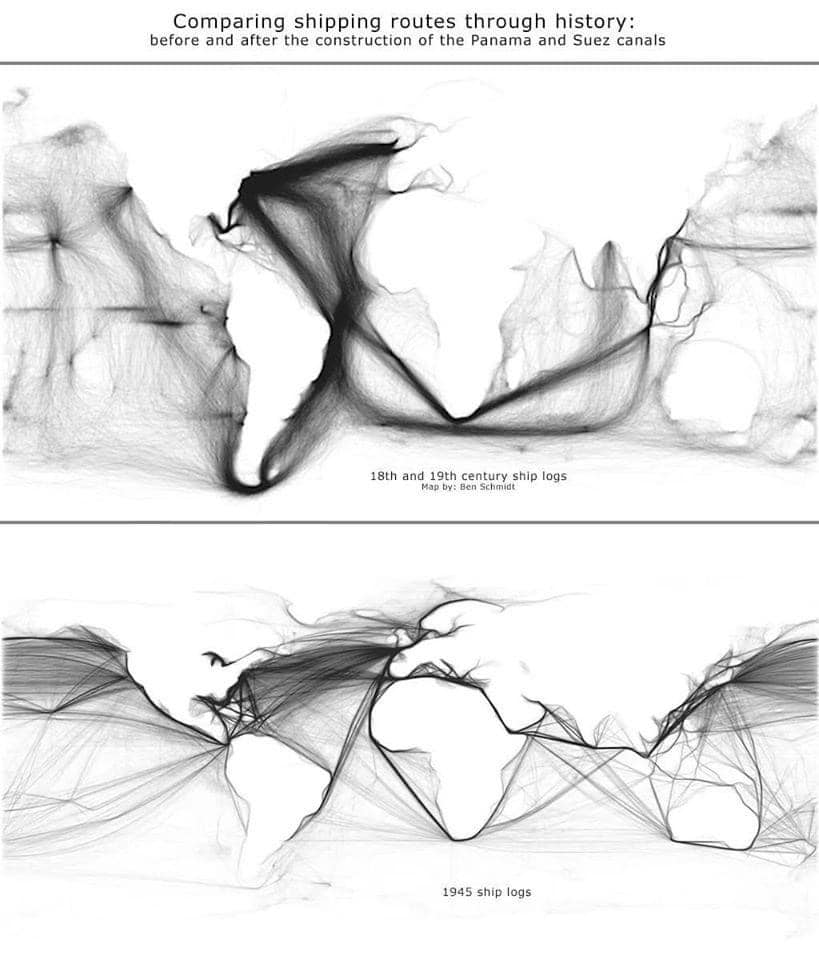 Comparing shipping routes through history:
before and after the construction of the Panama and Suez canals
18th and 19th century ship logs
Map by: Ben Schmidt
1945 ship logs